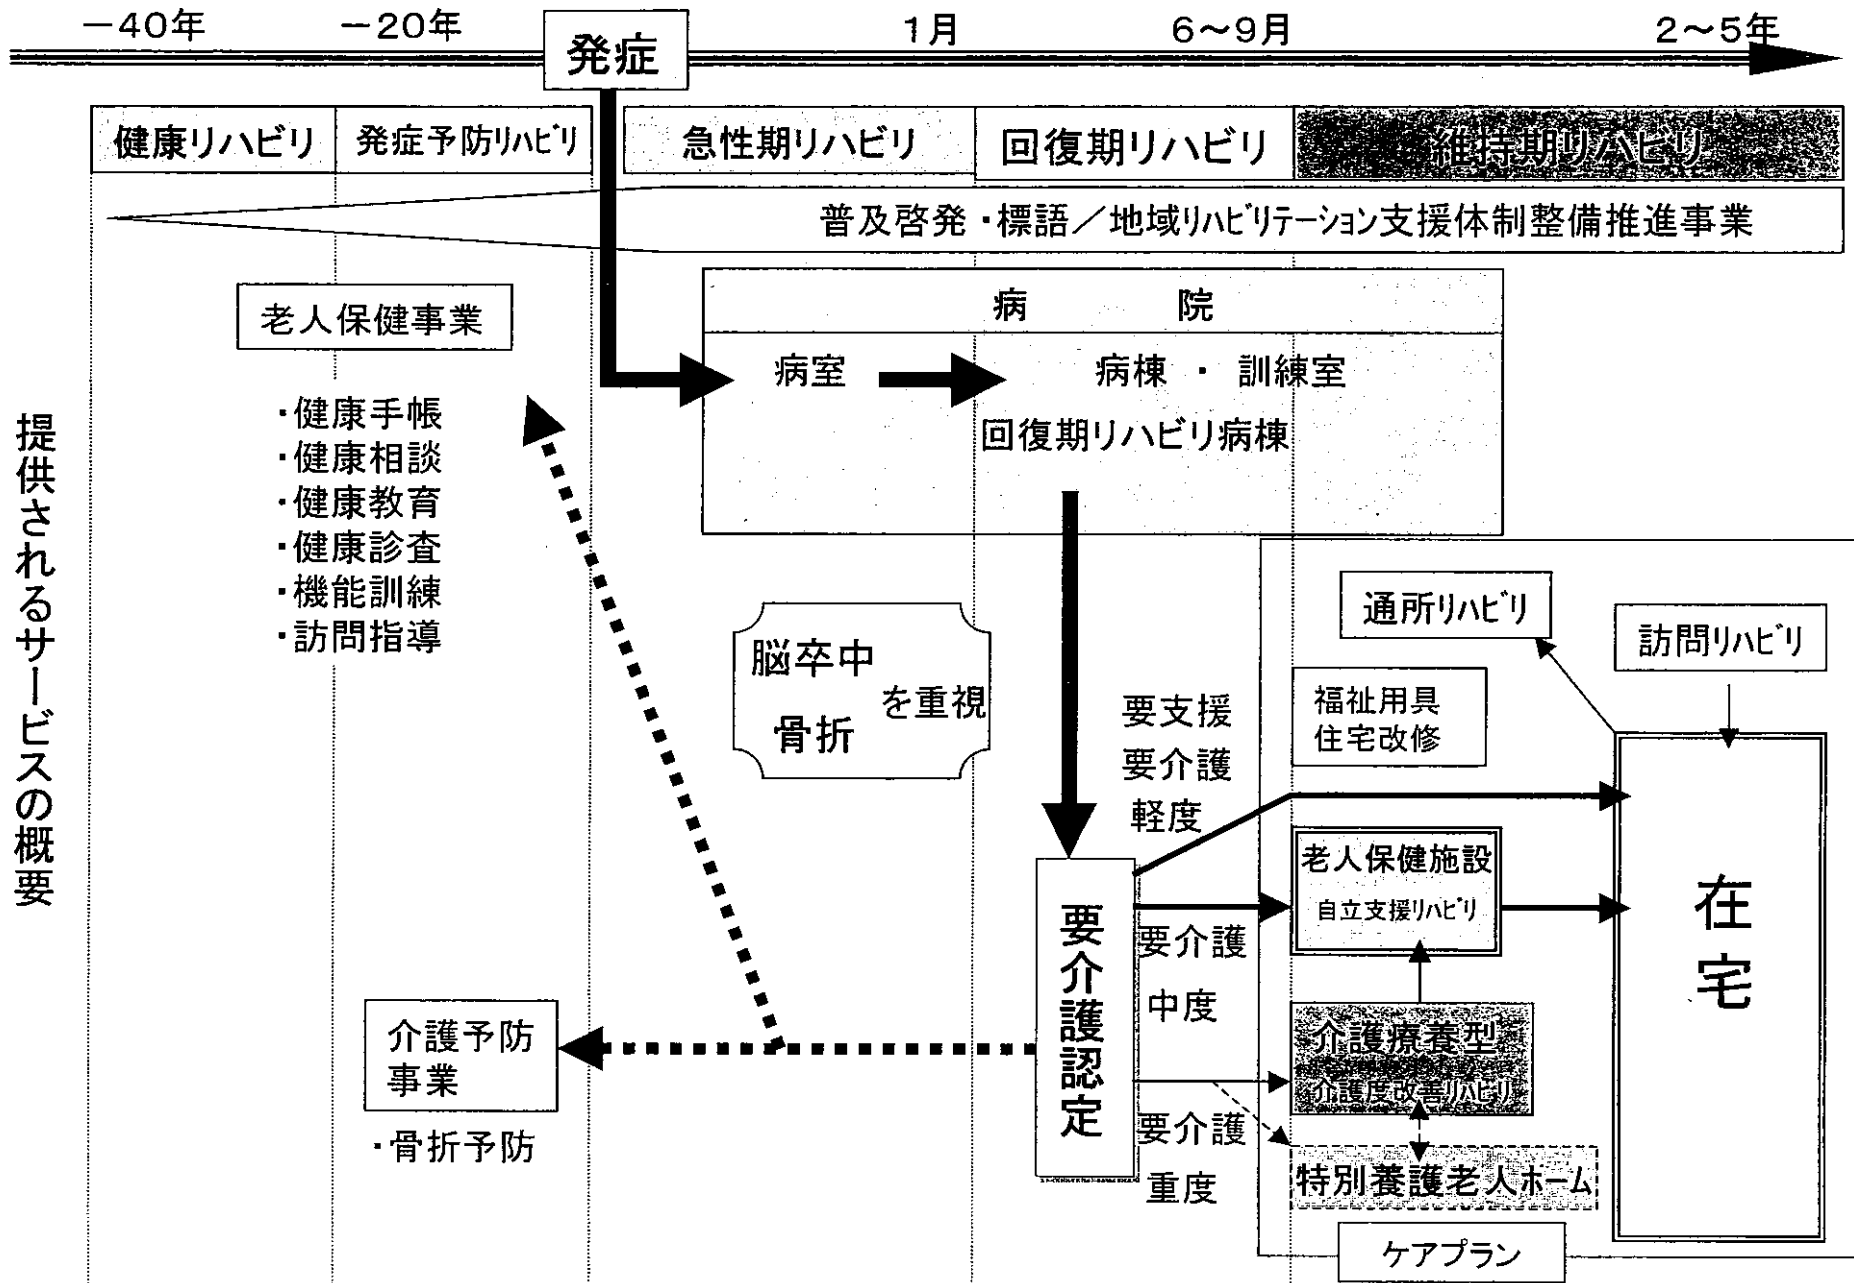 −40年
−20年
発症
1月
6～9月
2～5年
健康リハビリ
発症予防リハビリ
急性期リハビリ
回復期リハビリ
維持期リハビリ
普及啓発・標語／地域リハビリテーション支援体制整備推進事業
提供されるサービスの概要
老人保健事業
・健康手帳
・健康相談
・健康教育
・健康診査
・機能訓練
・訪問指導
病院
病室
病棟・訓練室
回復期リハビリ病棟
脳卒中
骨折
を重視
通所リハビリ
訪問リハビリ
福祉用具
住宅改修
要支援
要介護
軽度
要介護認定
老人保健施設
自立支援リハビリ
在宅
要介護
中度
介護療養型
介護度改善リハビリ
要介護
重度
特別養護老人ホーム
介護予防
事業
・骨折予防
ケアプラン